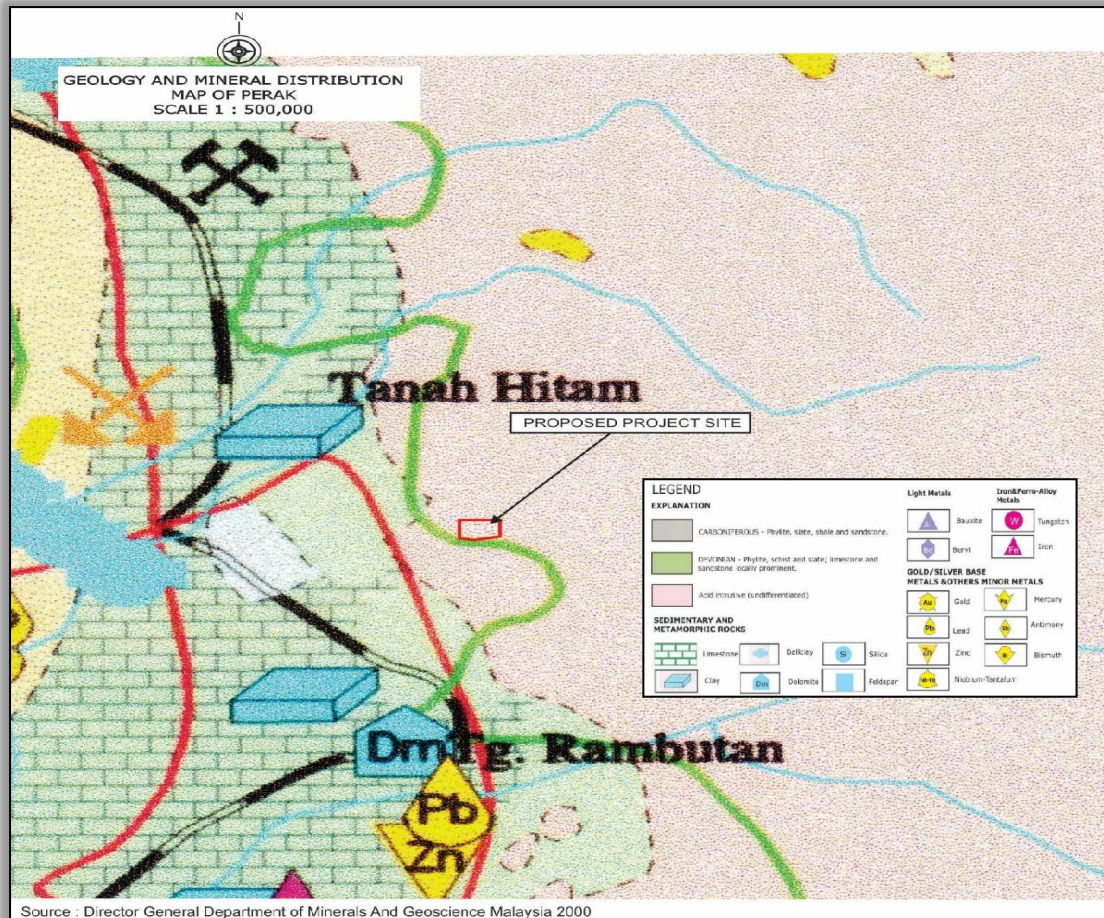 N
GEOLOGY AND MINERAL DISTRIBUTION
MAP OF PERAK
SCALE 1 : 500,000
Tanah Hitam
PROPOSED PROJECT SITE
LEGEND
EXPLANATION
CARBONIFEROUS - Phylite, slate, shale and sandstone.
DEVONIAN - Phylite, schist and slate; limestone and
sandstone locally prominent.
Acid intrusive (undifferentiated)
SEDIMENTARY AND
METAMORPHIC ROCKS
Limestone
Ballclay
Si
Silica
Clay
Dm
Dolomite
Feldspar
Light Metals
Al
Bauxite
Be
Beryl
Iron&Ferro-Alloy
Metals
W
Tungsten
Fe
Iron
GOLD/SILVER BASE
METALS &OTHERS MINOR METALS
Au
Gold
Mercury
Pb
Lead
Antimony
Zn
Zinc
Bismuth
Niobium-Tantalum
Dm
Tg. Rambutan
Pb
Zn
Source : Director General Department of Minerals And Geoscience Malaysia 2000